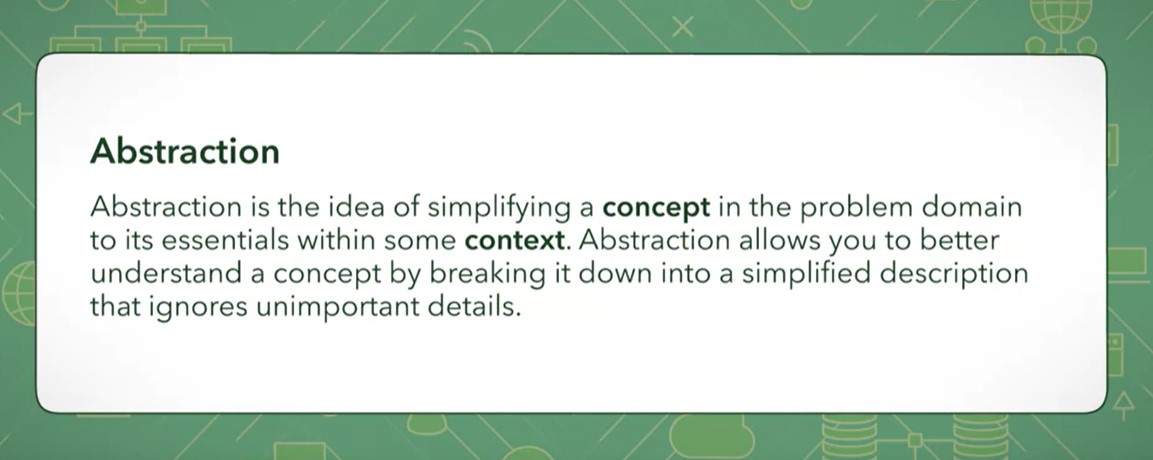 Abstraction
Abstraction is the idea of simplifying a concept in the problem domain
to its essentials within some context. Abstraction allows you to better
understand a concept by breaking it down into a simplified description
that ignores unimportant details.